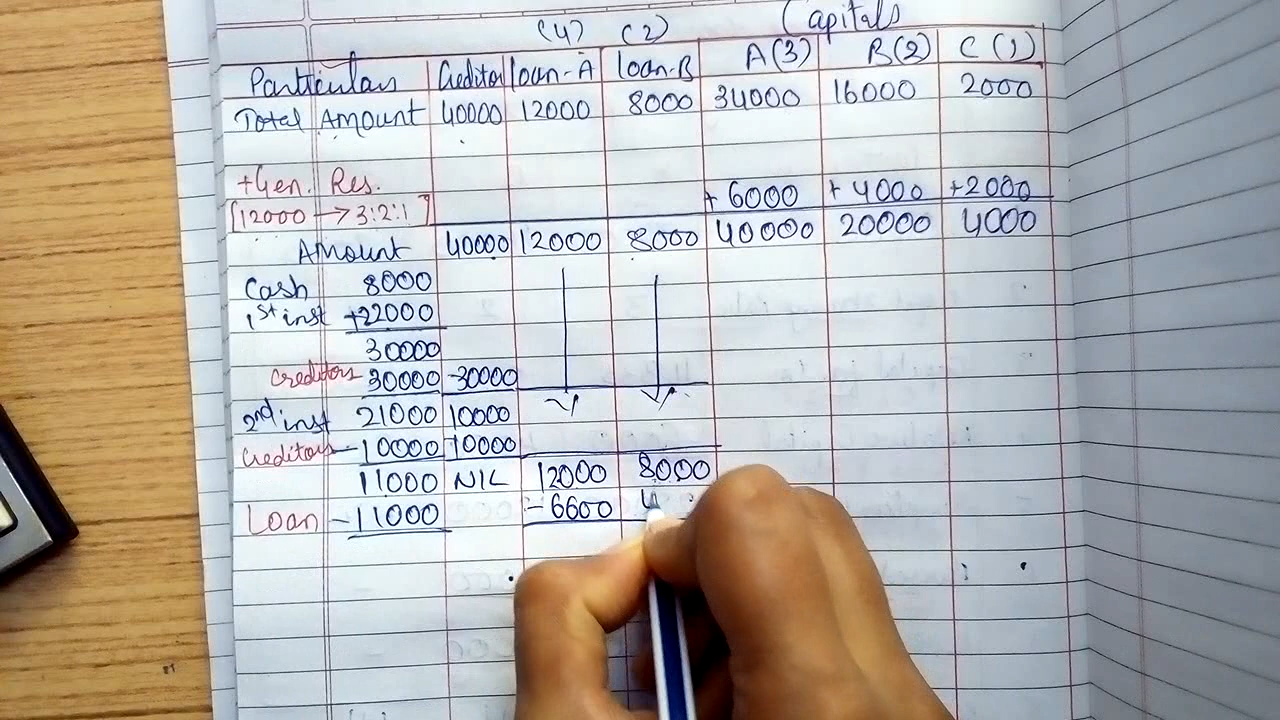 (4) (2) Capitals
Particulars Creditor loan-A loan-B A(3) B(2) C(1)
Total Amount 40000 12000 8000 34000 16000 2000
+Gen. Res. +6000 +4000 +2000
[12000 → 3:2:1]
Amount 40000 12000 8000 40000 20000 4000
Cash 8000
1st inst +22000
30000
Creditors - 30000 -30000
2nd inst 21000 10000
Creditors - 10000 10000
11000 NIL 12000 8000
Loan -11000 -6600 4